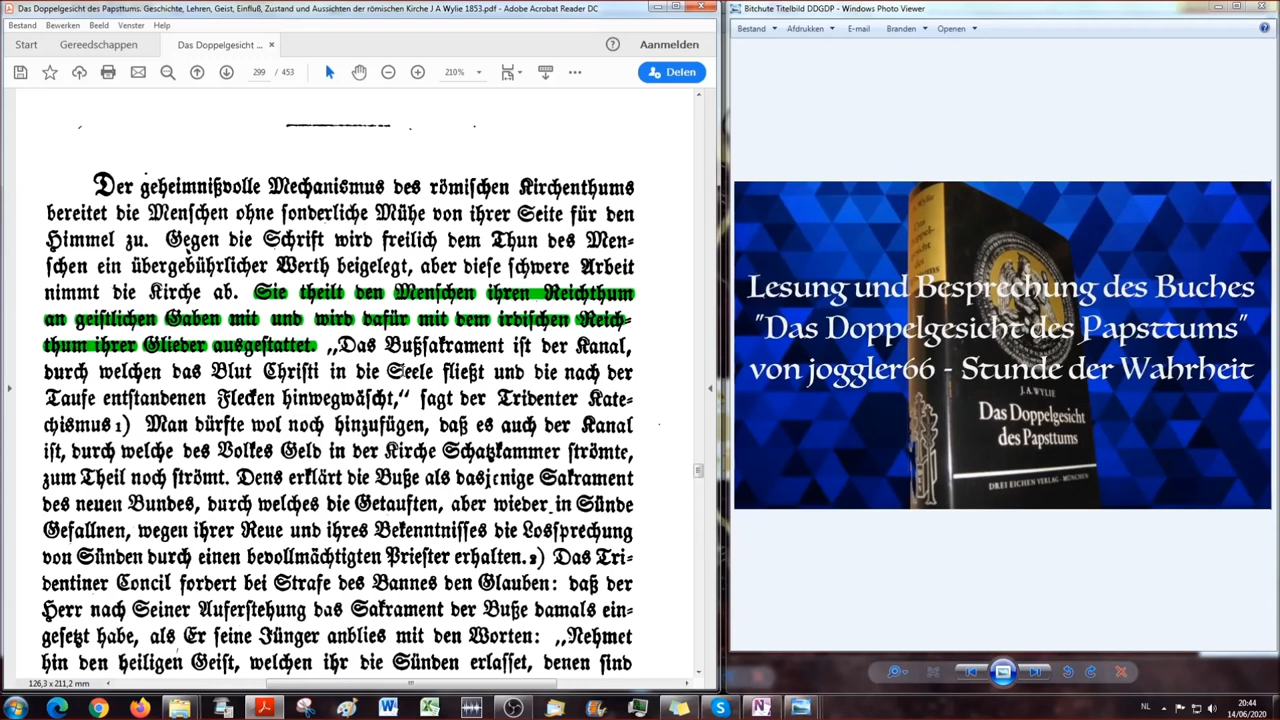 Das Doppelgesicht des Papsttums. Geschichte, Lehren, Geist, Einfluß, Zustand und Aussichten der römischen Kirche J A Wylie 1853.pdf - Adobe Acrobat Reader DC
Bestand Bewerken Beeld Venster Help
Start Gereedschappen Das Doppelgesicht ... × Aanmelden
299 / 453 210% Delen
Der geheimnißvolle Mechanismus des römischen Kirchenthums
bereitet die Menschen ohne sonderliche Mühe von ihrer Seite für den
Himmel zu. Gegen die Schrift wird freilich dem Thun des Men-
schen ein übergebührlicher Werth beigelegt, aber diese schwere Arbeit
nimmt die Kirche ab. Sie theilt den Menschen ihren Reichthum
an geistlichen Gaben mit und wird dafür mit dem irdischen Reich-
thum ihrer Glieder ausgestattet. „Das Bußsakrament ist der Kanal,
durch welchen das Blut Christi in die Seele fließt und die nach der
Taufe entstandenen Flecken hinwegwäscht,“ sagt der Tridenter Kate-
chismus 1) Man dürfte wol noch hinzufügen, daß es auch der Kanal
ist, durch welche des Volkes Geld in der Kirche Schatzkammer strömte,
zum Theil noch strömt. Dens erklärt die Buße als dasjenige Sakrament
des neuen Bundes, durch welches die Getauften, aber wieder in Sünde
Gefallnen, wegen ihrer Reue und ihres Bekenntnisses die Lossprechung
von Sünden durch einen bevollmächtigten Priester erhalten. 2) Das Tri-
dentiner Concil fordert bei Strafe des Bannes den Glauben: daß der
Herr nach Seiner Auferstehung das Sakrament der Buße damals ein-
gesetzt habe, als Er seine Jünger anblies mit den Worten: „Nehmet
hin den heiligen Geist, welchen ihr die Sünden erlasset, denen sind
126,3 x 211,2 mm
Bitchute Titelbild DDGDP - Windows Photo Viewer
Bestand Afdrukken E-mail Branden Openen
Lesung und Besprechung des Buches
"Das Doppelgesicht des Papsttums"
von joggler66 - Stunde der Wahrheit
J.A. WYLIE
Das Doppelgesicht
des Papsttums
DREI EICHEN VERLAG · MÜNCHEN
NL
20:44
14/06/2020